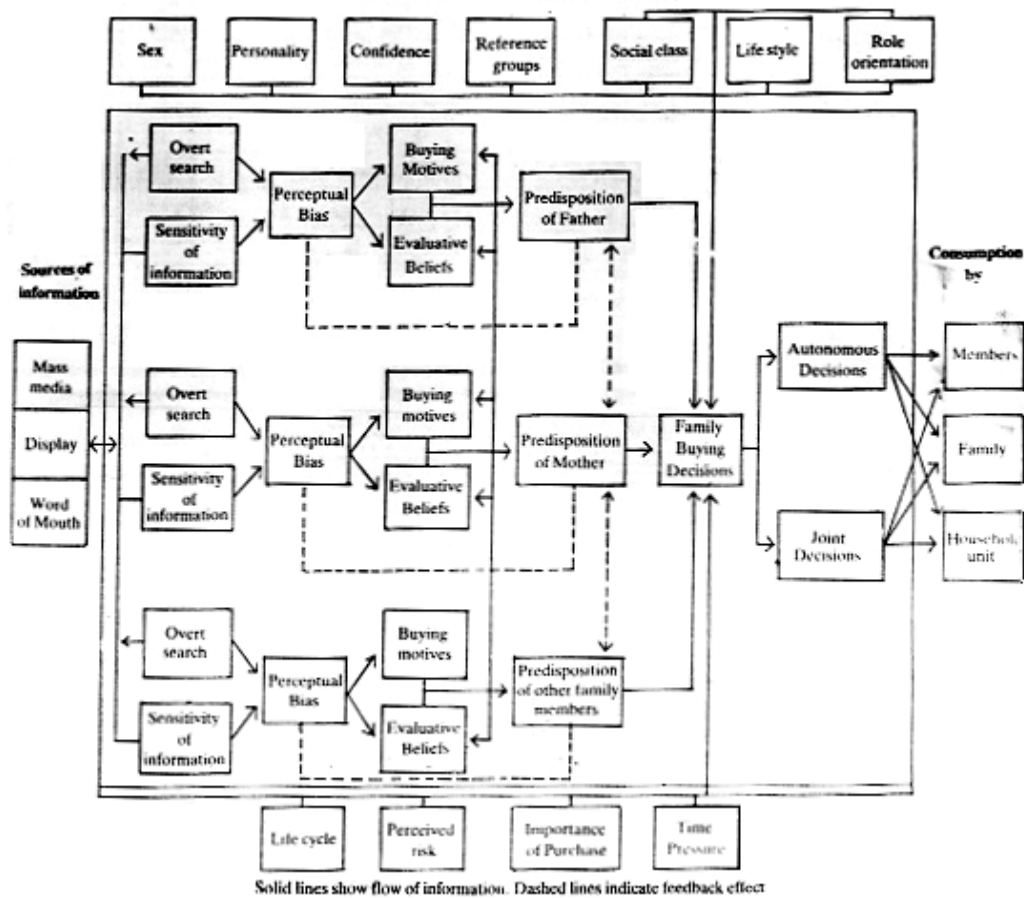 Sex
Personality
Confidence
Reference
groups
Social class
Life style
Role
orientation
Overt
search
Perceptual
Bias
Sensitivity
of
information
Buying
Motives
Evaluative
Beliefs
Predisposition
of Father
Sources of
information
Mass
media
Display
Word
of Mouth
Overt
search
Perceptual
Bias
Sensitivity
of
information
Buying
motives
Evaluative
Beliefs
Predisposition
of Mother
Family
Buying
Decisions
Autonomous
Decisions
Joint
Decisions
Consumption
by
Members
Family
Household
unit
Overt
search
Perceptual
Bias
Sensitivity
of
information
Buying
motives
Evaluative
Beliefs
Predisposition
of other family
members
Life cycle
Perceived
risk
Importance
of Purchase
Time
Pressure
Solid lines show flow of information. Dashed lines indicate feedback effect